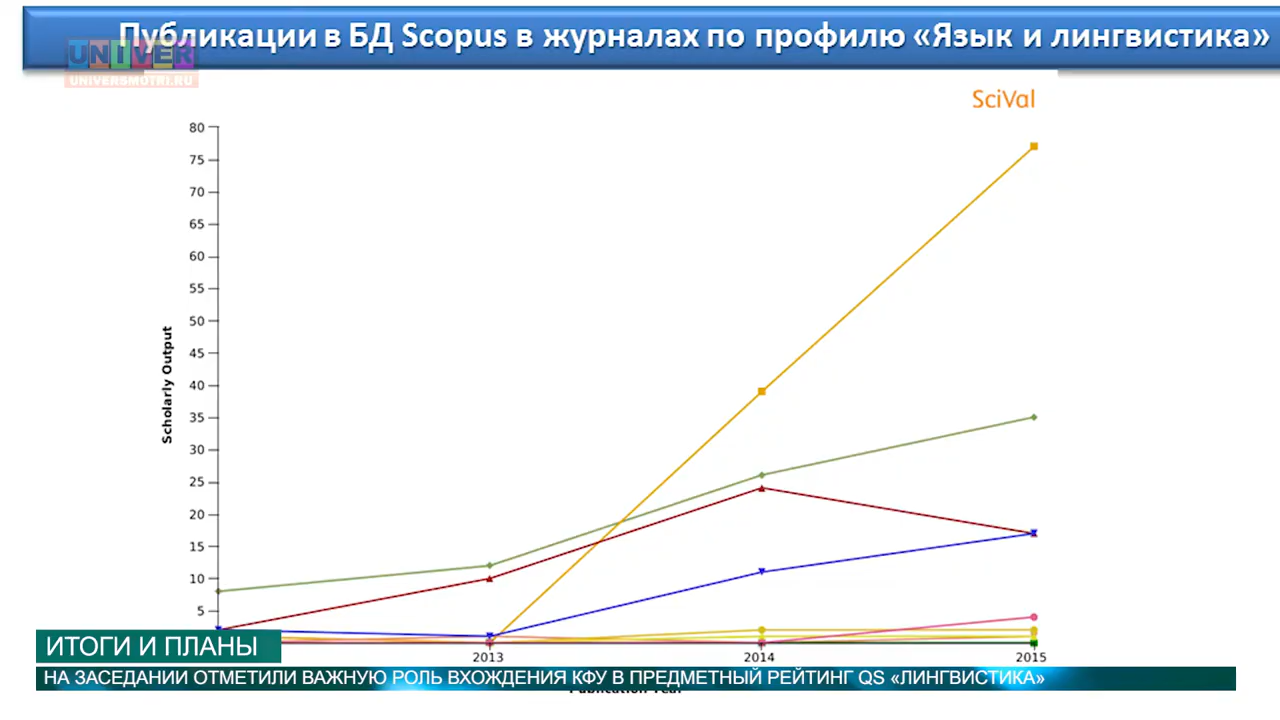 Публикации в БД Scopus в журналах по профилю «Язык и лингвистика»
UNIVER
UNIVERSMOTRI.RU
SciVal
80
75
70
65
60
55
50
45
40
35
30
25
20
15
10
5
Scholarly Output
2013
2014
2015
ИТОГИ И ПЛАНЫ
НА ЗАСЕДАНИИ ОТМЕТИЛИ ВАЖНУЮ РОЛЬ ВХОЖДЕНИЯ КФУ В ПРЕДМЕТНЫЙ РЕЙТИНГ QS «ЛИНГВИСТИКА»